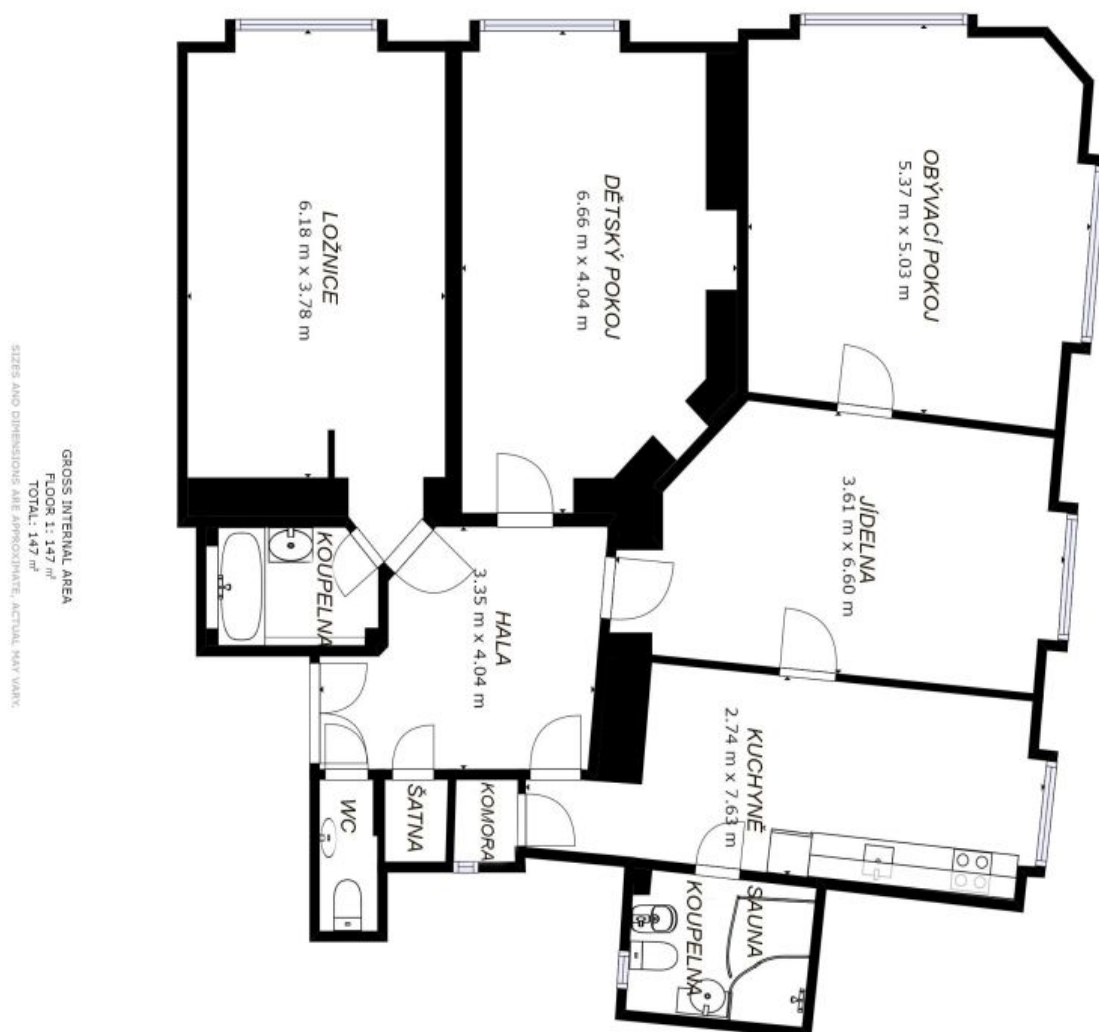 LOŽNICE
6.18 m x 3.78 m
DĚTSKÝ POKOJ
6.66 m x 4.04 m
OBÝVACÍ POKOJ
5.37 m x 5.03 m
JÍDELNA
3.61 m x 6.60 m
KOUPELNA
HALA
3.35 m x 4.04 m
KUCHYNĚ
2.74 m x 7.63 m
WC
ŠATNA
KOMORA
KOUPELNA
SAUNA
GROSS INTERNAL AREA
FLOOR 1: 147 m²
TOTAL: 147 m²
SIZES AND DIMENSIONS ARE APPROXIMATE, ACTUAL MAY VARY.